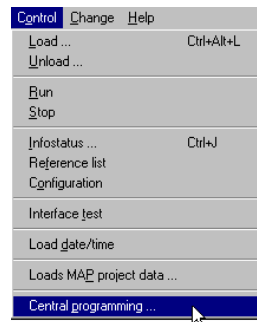 Control Change Help
Load ... Ctrl+Alt+L
Unload ...
Run
Stop
Infostatus ... Ctrl+J
Reference list
Configuration
Interface test
Load date/time
Loads MAP project data ...
Central programming ...